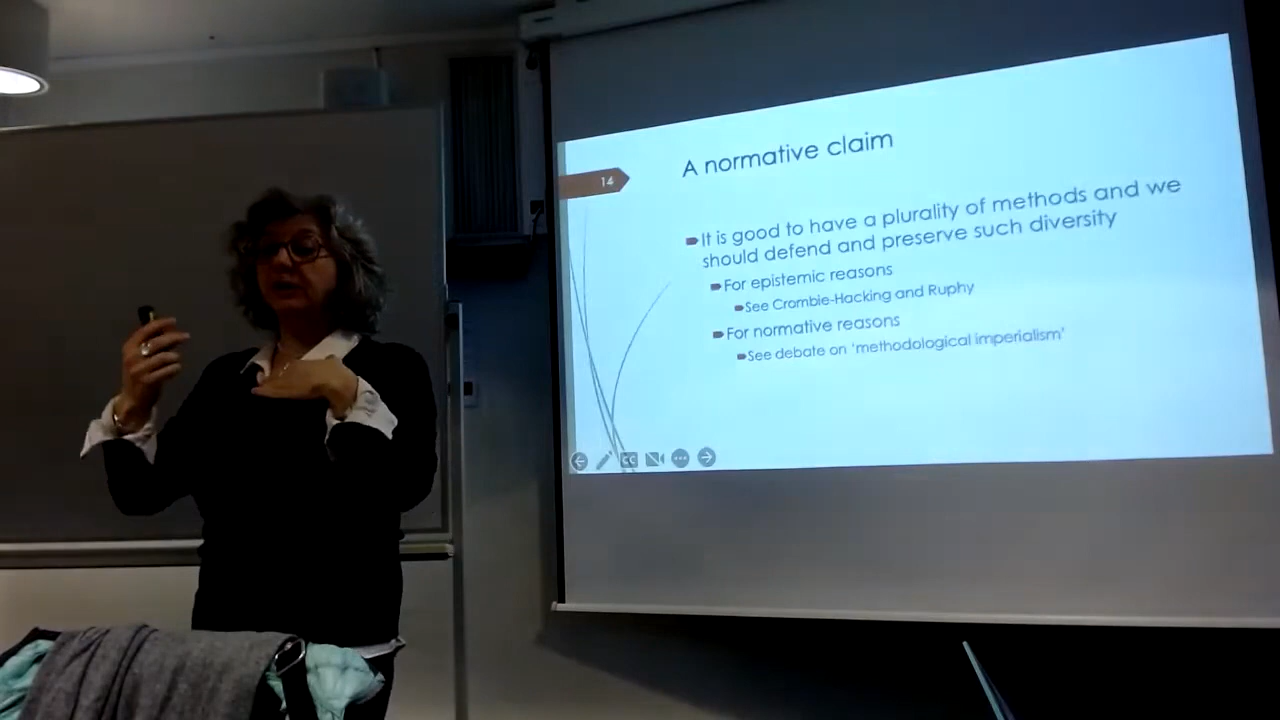 A normative claim
14
It is good to have a plurality of methods and we
should defend and preserve such diversity
For epistemic reasons
See Crombie-Hacking and Ruphy
For normative reasons
See debate on 'methodological imperialism'
CC